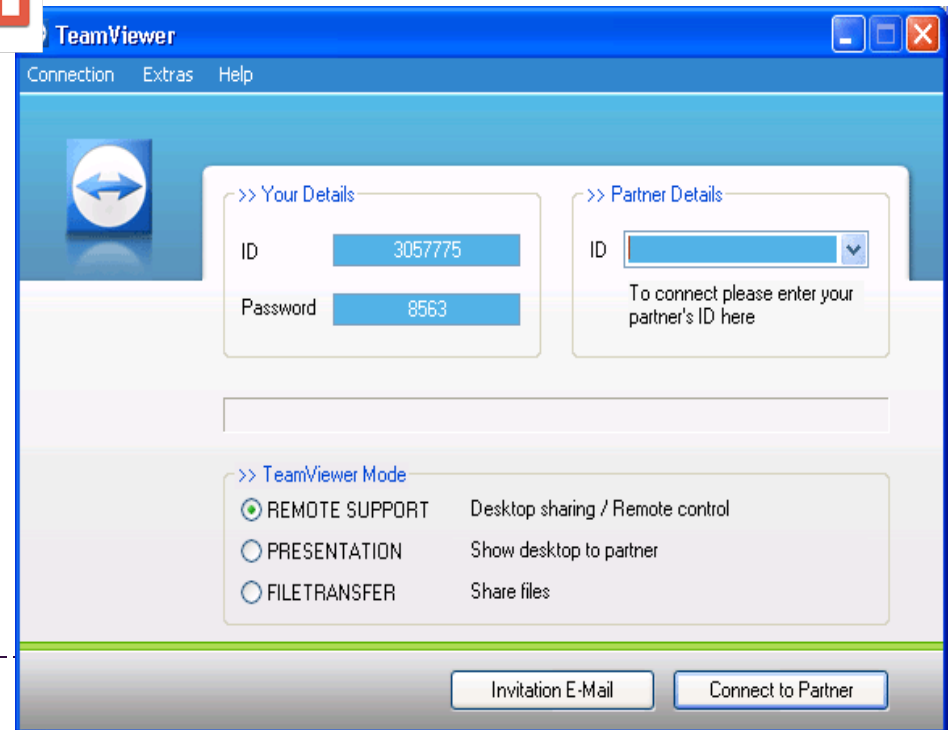 TeamViewer
Connection Extras Help
>> Your Details
ID 3057775
Password 8563
>> Partner Details
ID
To connect please enter your
partner's ID here
>> TeamViewer Mode
REMOTE SUPPORT Desktop sharing / Remote control
PRESENTATION Show desktop to partner
FILETRANSFER Share files
Invitation E-Mail Connect to Partner